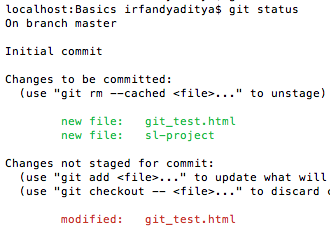 localhost:Basics irfandyaditya$ git status
On branch master
Initial commit
Changes to be committed:
(use "git rm --cached <file>..." to unstage)
new file: git_test.html
new file: sl-project
Changes not staged for commit:
(use "git add <file>..." to update what will
(use "git checkout -- <file>..." to discard
modified: git_test.html